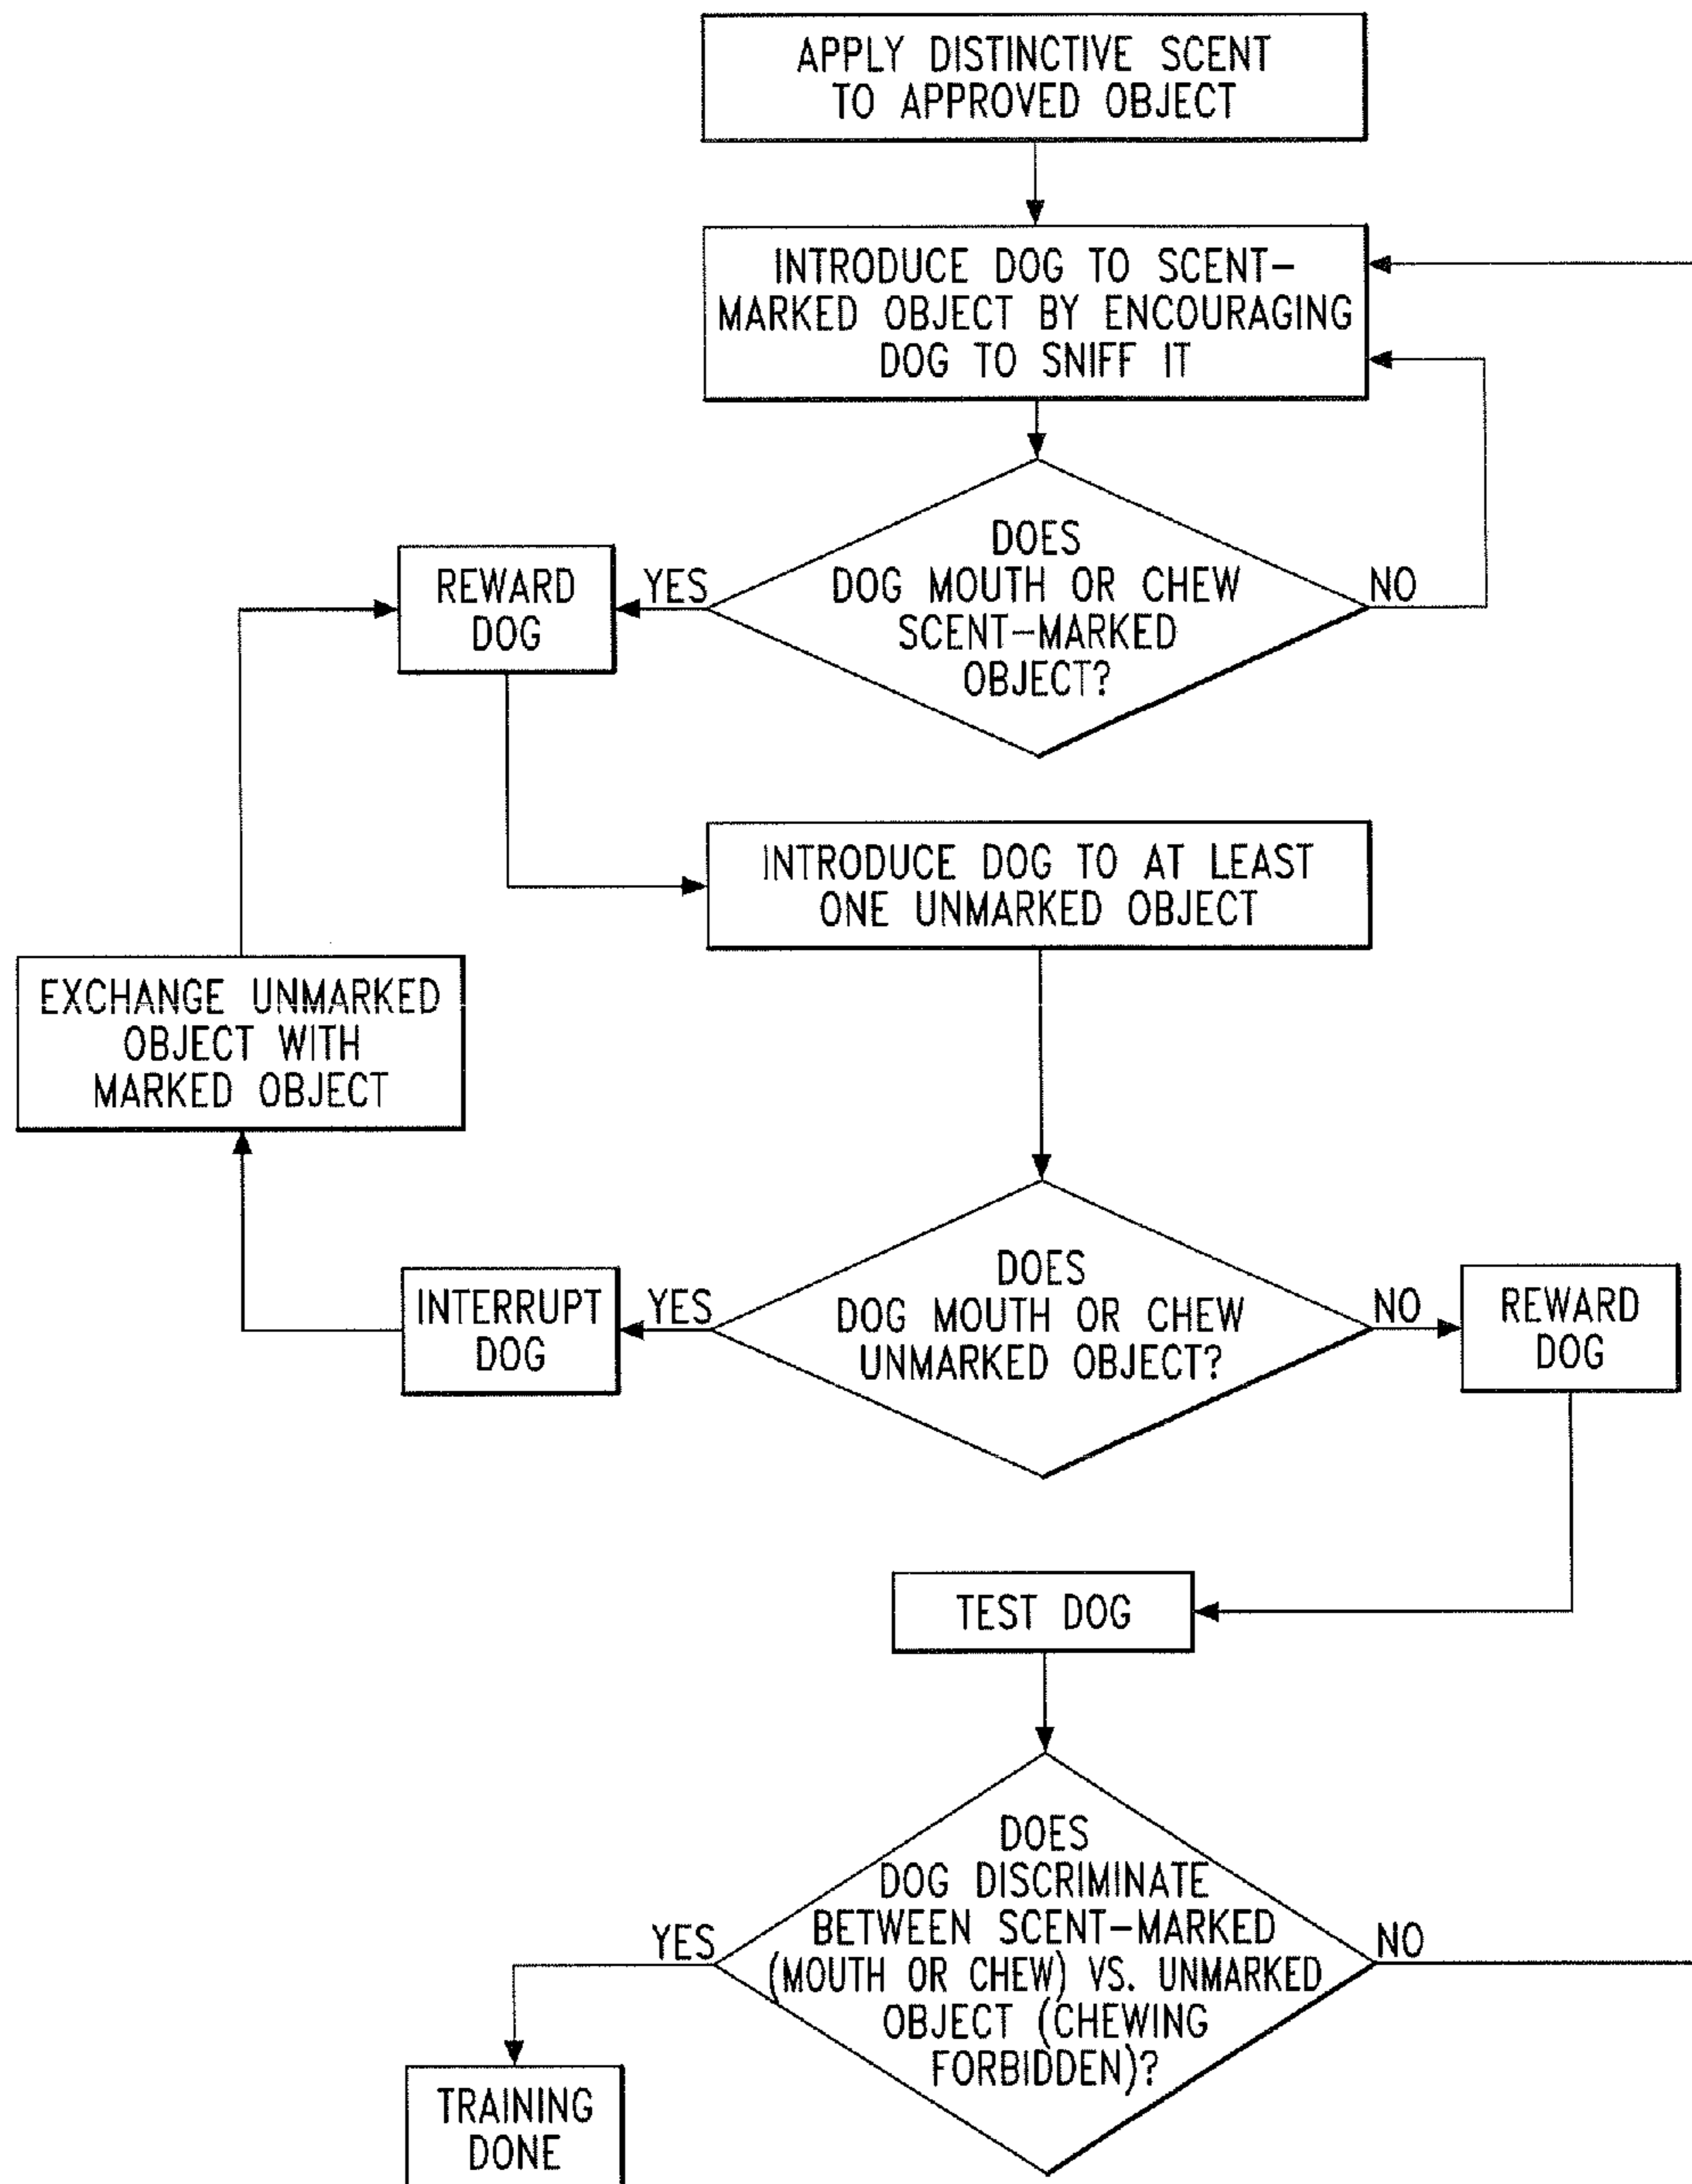 APPLY DISTINCTIVE SCENT
TO APPROVED OBJECT
INTRODUCE DOG TO SCENT-
MARKED OBJECT BY ENCOURAGING
DOG TO SNIFF IT
DOES
DOG MOUTH OR CHEW
SCENT-MARKED
OBJECT?
YES
NO
REWARD
DOG
INTRODUCE DOG TO AT LEAST
ONE UNMARKED OBJECT
EXCHANGE UNMARKED
OBJECT WITH
MARKED OBJECT
DOES
DOG MOUTH OR CHEW
UNMARKED OBJECT?
YES
NO
INTERRUPT
DOG
REWARD
DOG
TEST DOG
DOES
DOG DISCRIMINATE
BETWEEN SCENT-MARKED
(MOUTH OR CHEW) VS. UNMARKED
OBJECT (CHEWING
FORBIDDEN)?
YES
NO
TRAINING
DONE